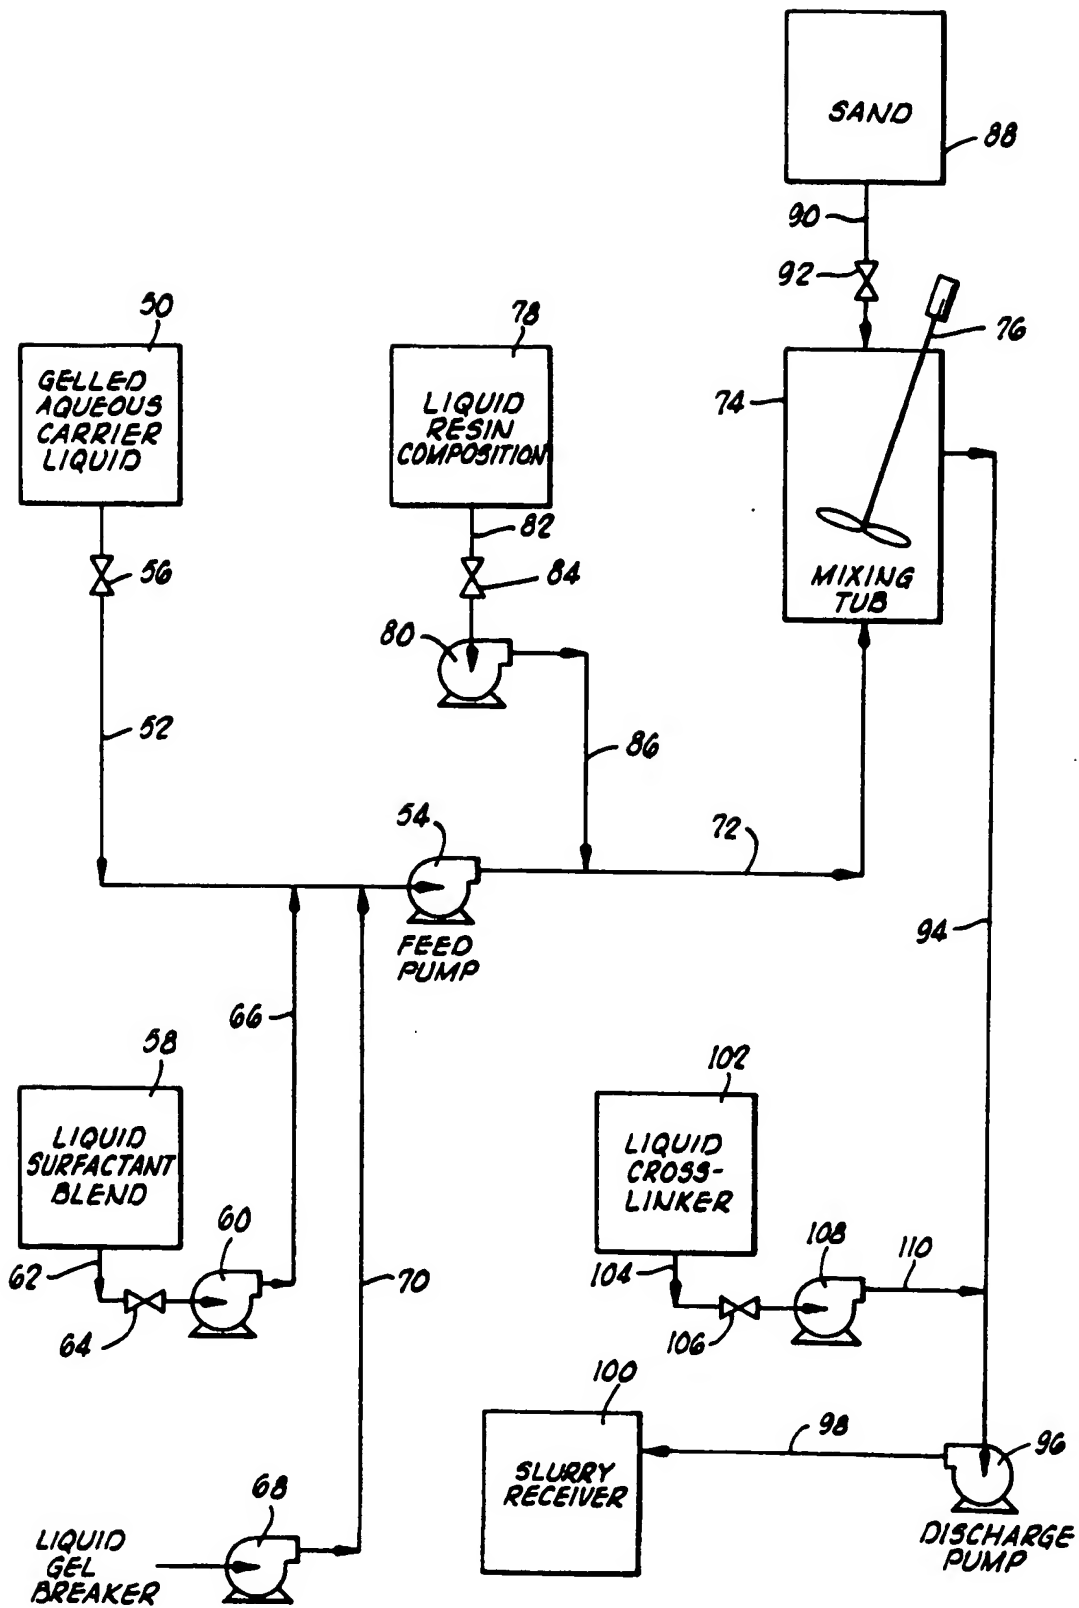 SAND
88
90
92
76
50
78
74
GELLED
AQUEOUS
CARRIER
LIQUID
LIQUID
RESIN
COMPOSITION
82
56
84
MIXING
TUB
80
52
86
54
72
94
FEED
PUMP
66
58
102
LIQUID
SURFACTANT
BLEND
LIQUID
CROSS-
LINKER
60
108
110
62
70
104
64
106
100
98
96
SLURRY
RECEIVER
68
LIQUID
GEL
BREAKER
DISCHARGE
PUMP